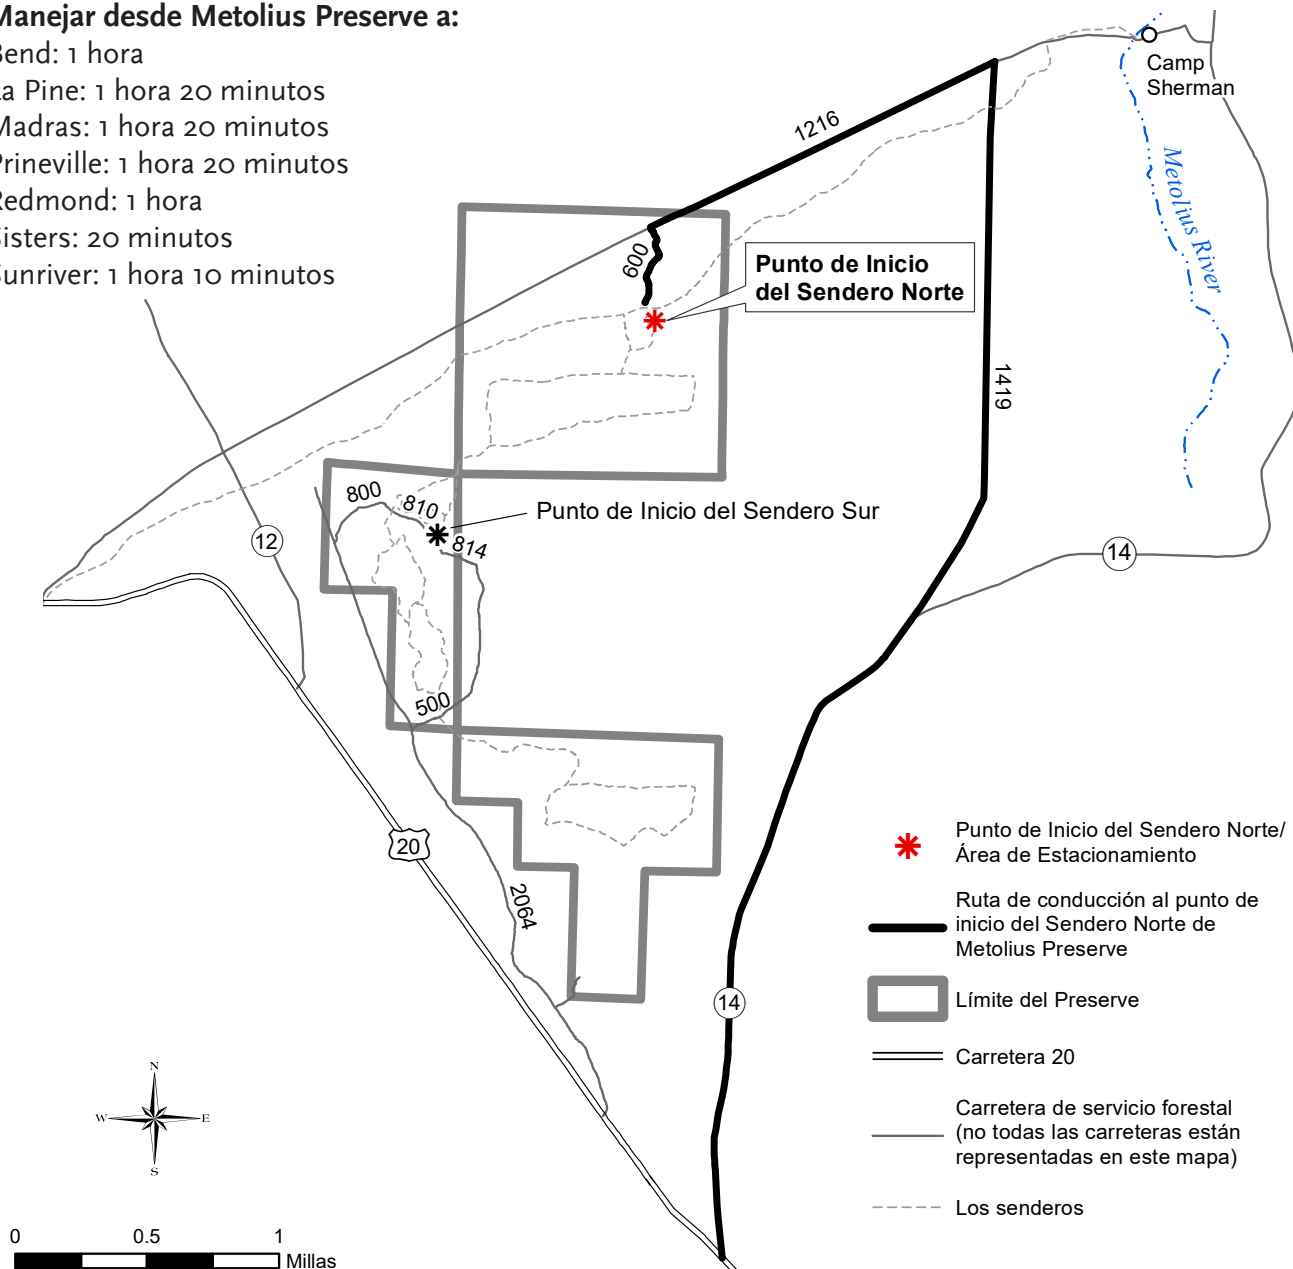 Manejar desde Metolius Preserve a:
Bend: 1 hora
La Pine: 1 hora 20 minutos
Madras: 1 hora 20 minutos
Prineville: 1 hora 20 minutos
Redmond: 1 hora
Sisters: 20 minutos
Sunriver: 1 hora 10 minutos
Camp
Sherman
1216
Metolius River
600
Punto de Inicio
del Sendero Norte
1419
800
810
Punto de Inicio del Sendero Sur
814
12
14
500
20
2064
14
Punto de Inicio del Sendero Norte/
Área de Estacionamiento
Ruta de conducción al punto de
inicio del Sendero Norte de
Metolius Preserve
Límite del Preserve
Carretera 20
Carretera de servicio forestal
(no todas las carreteras están
representadas en este mapa)
Los senderos
N
W
E
S
0 0.5 1
Millas